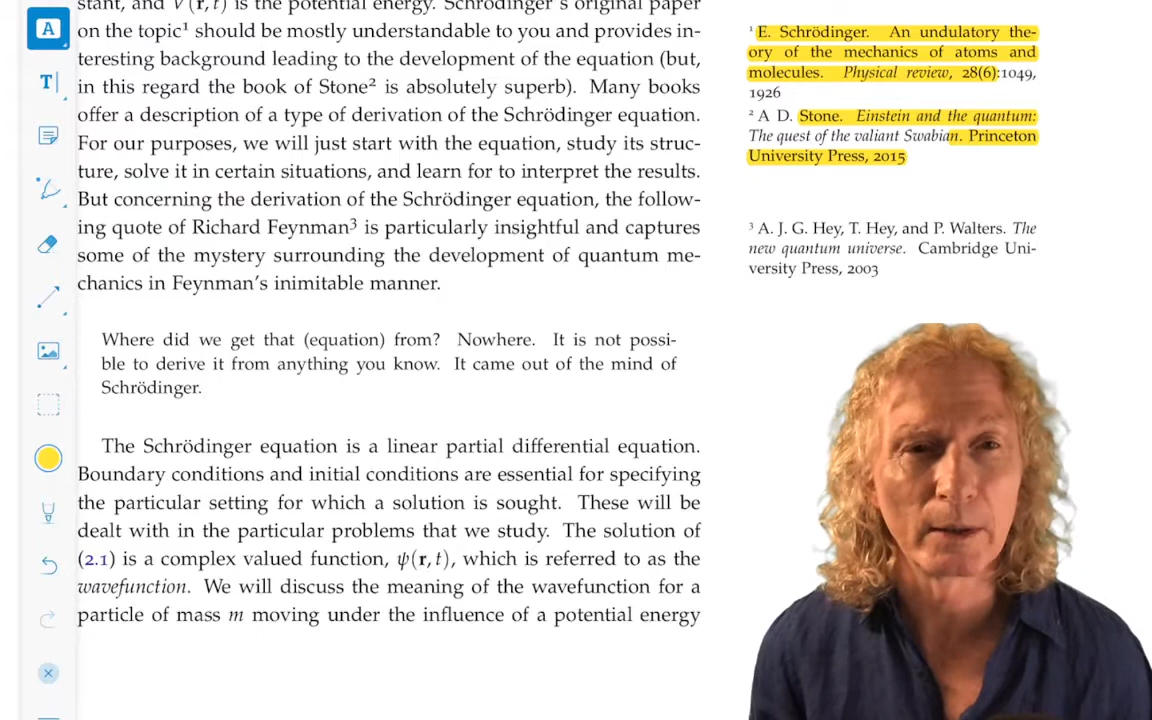 stant, and V(r, t) is the potential energy. Schrödinger's original paper
on the topic¹ should be mostly understandable to you and provides in-
teresting background leading to the development of the equation (but,
in this regard the book of Stone² is absolutely superb). Many books
offer a description of a type of derivation of the Schrödinger equation.
For our purposes, we will just start with the equation, study its struc-
ture, solve it in certain situations, and learn for to interpret the results.
But concerning the derivation of the Schrödinger equation, the follow-
ing quote of Richard Feynman³ is particularly insightful and captures
some of the mystery surrounding the development of quantum me-
chanics in Feynman's inimitable manner.
Where did we get that (equation) from? Nowhere. It is not possi-
ble to derive it from anything you know. It came out of the mind of
Schrödinger.
The Schrödinger equation is a linear partial differential equation.
Boundary conditions and initial conditions are essential for specifying
the particular setting for which a solution is sought. These will be
dealt with in the particular problems that we study. The solution of
(2.1) is a complex valued function, ψ(r, t), which is referred to as the
wavefunction. We will discuss the meaning of the wavefunction for a
particle of mass m moving under the influence of a potential energy
¹ E. Schrödinger. An undulatory the-
ory of the mechanics of atoms and
molecules. Physical review, 28(6):1049,
1926
² A D. Stone. Einstein and the quantum:
The quest of the valiant Swabian. Princeton
University Press, 2015
³ A. J. G. Hey, T. Hey, and P. Walters. The
new quantum universe. Cambridge Uni-
versity Press, 2003
A
T